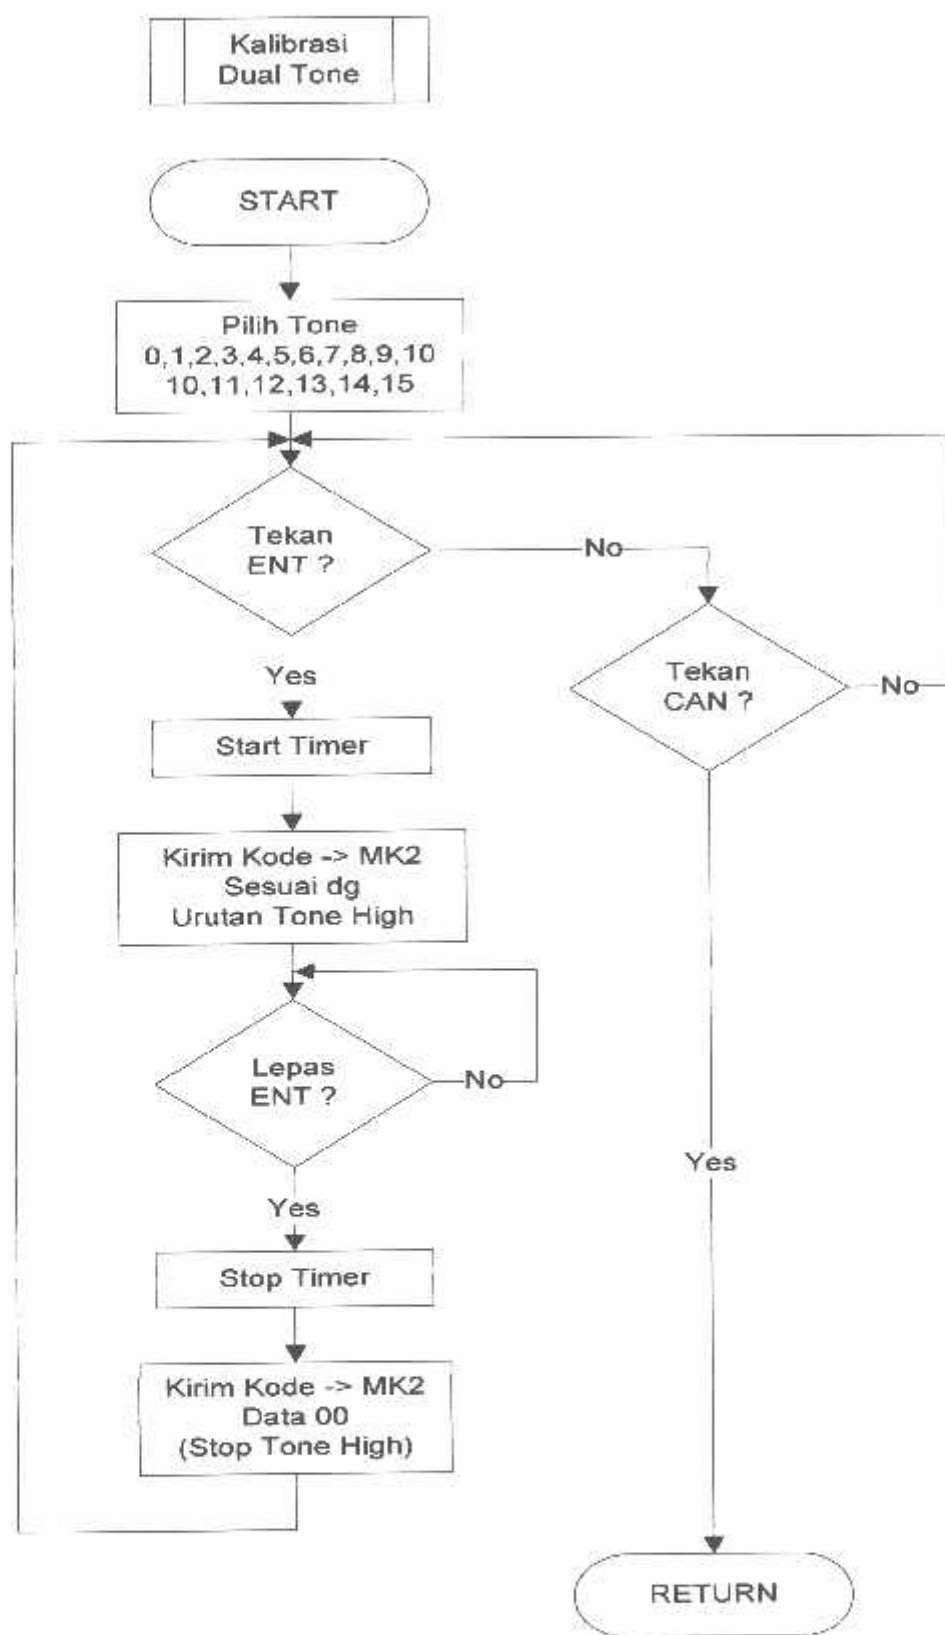 Kalibrasi
Dual Tone
START
Pilih Tone
0,1,2,3,4,5,6,7,8,9,10
10,11,12,13,14,15
Tekan
ENT ?
No
Tekan
CAN ?
No
Yes
Start Timer
Kirim Kode -> MK2
Sesuai dg
Urutan Tone High
Lepas
ENT ?
No
Yes
Yes
Stop Timer
Kirim Kode -> MK2
Data 00
(Stop Tone High)
RETURN